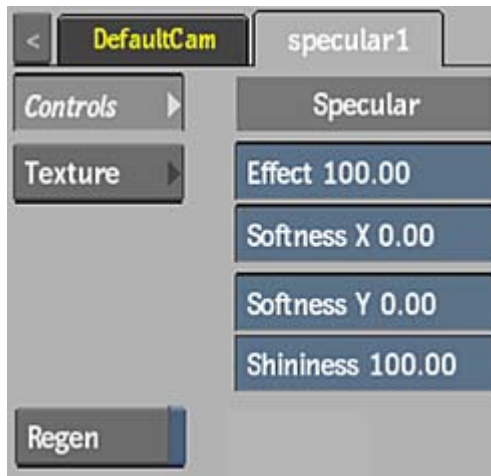 < DefaultCam specular1
Controls Specular
Texture Effect 100.00
Softness X 0.00
Softness Y 0.00
Shininess 100.00
Regen